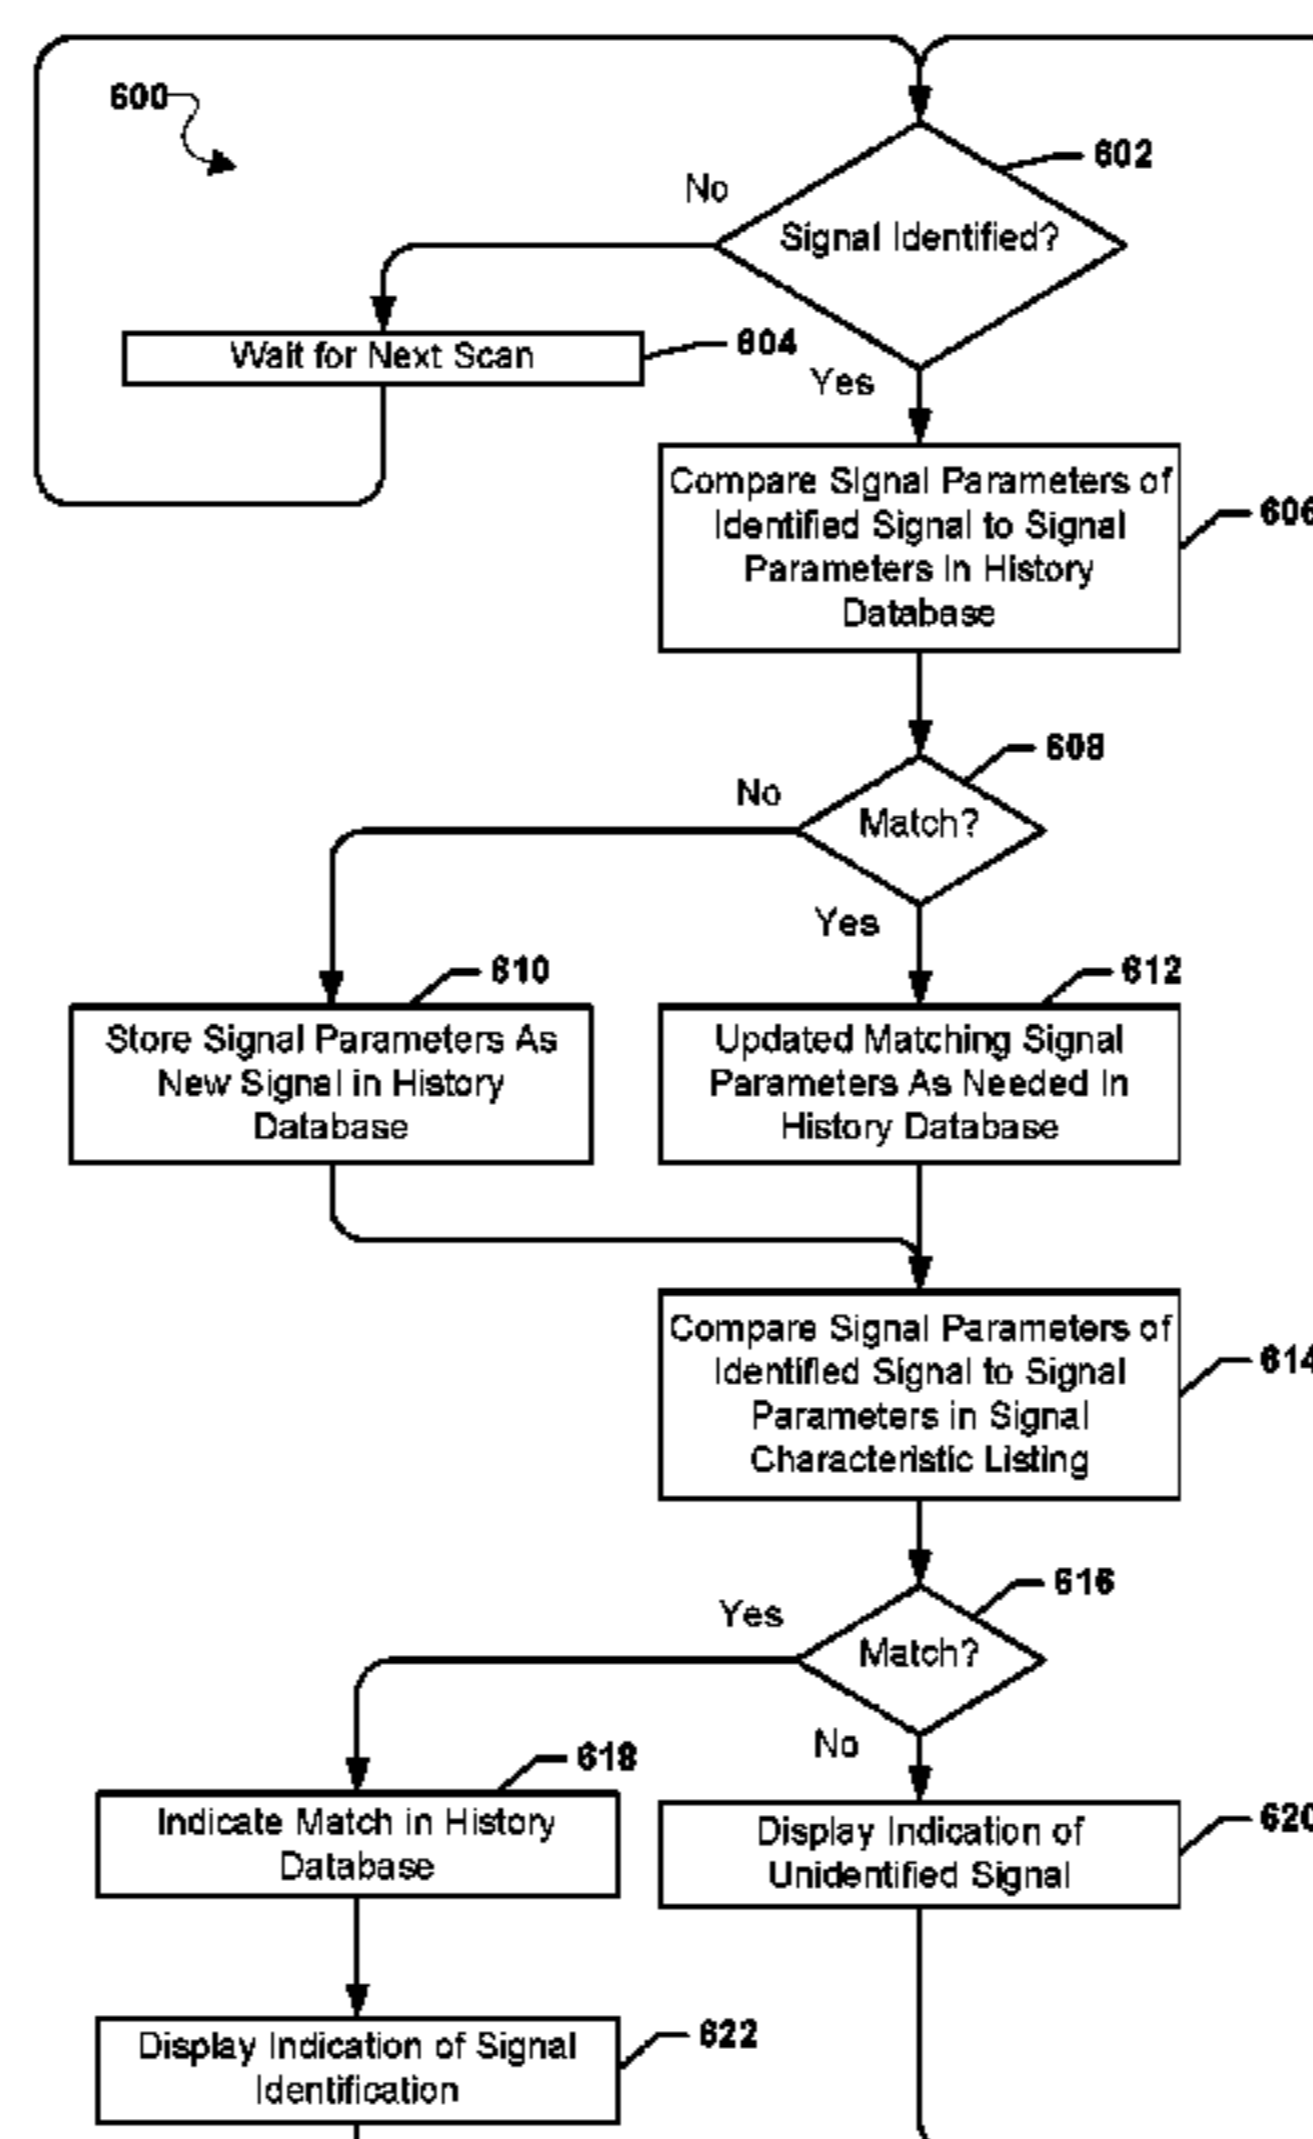 600
602
No
Signal Identified?
Wait for Next Scan
604
Yes
Compare Signal Parameters of
Identified Signal to Signal
Parameters In History
Database
606
608
No
Match?
Yes
610
612
Store Signal Parameters As
New Signal in History
Database
Updated Matching Signal
Parameters As Needed In
History Database
Compare Signal Parameters of
Identified Signal to Signal
Parameters in Signal
Characteristic Listing
614
616
Yes
Match?
No
618
Indicate Match in History
Database
Display Indication of
Unidentified Signal
620
Display Indication of Signal
Identification
622